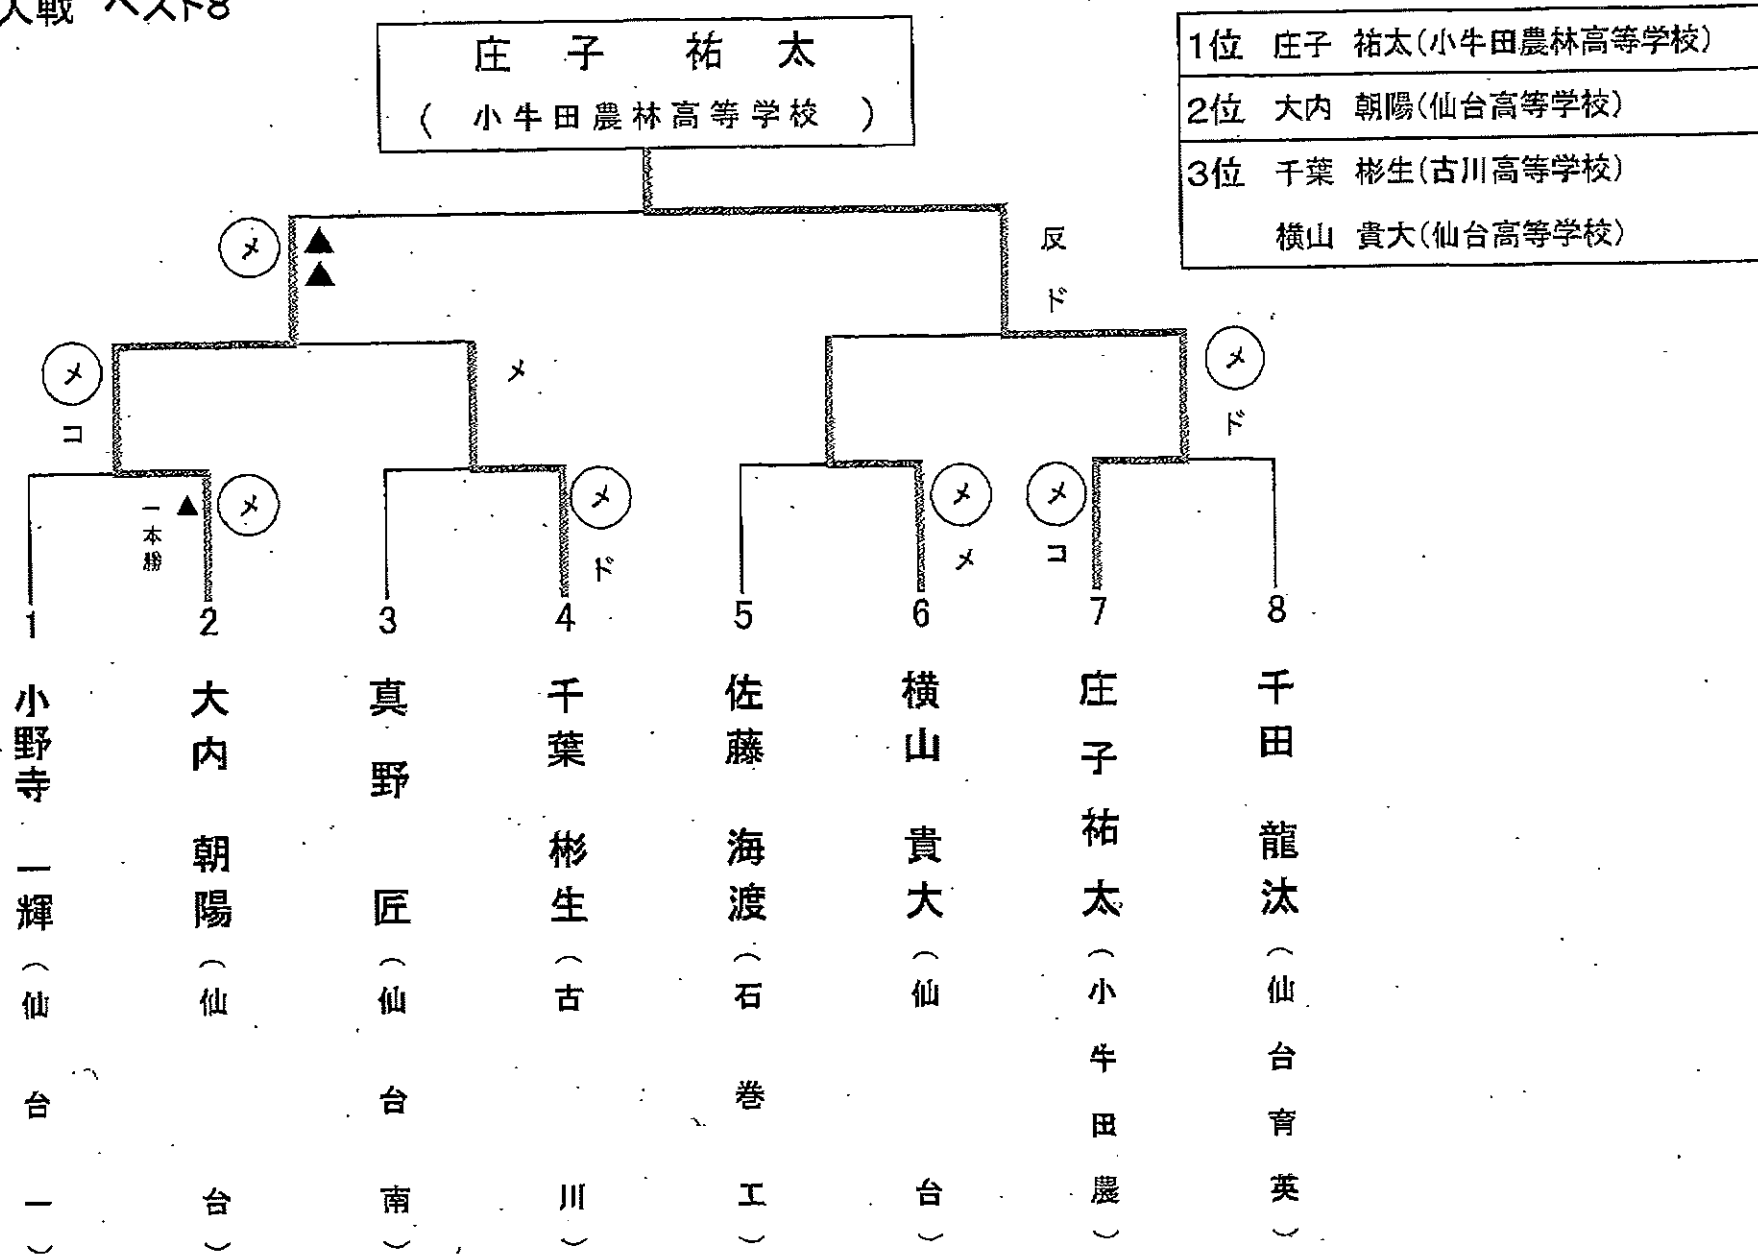 人戦 ベスト8
庄子 祐太
( 小牛田農林高等学校 )
1位 庄子 祐太(小牛田農林高等学校)
2位 大内 朝陽(仙台高等学校)
3位 千葉 彬生(古川高等学校)
横山 貴大(仙台高等学校)
メ ▲
▲
反
ド
メ
コ
メ
メ
ド
一本勝
▲ メ
メ
ド
メ
メ
メ
コ
1
2
3
4
5
6
7
8
小野寺 一輝(仙台一)
大内 朝陽(仙台)
真野 匠(仙台南)
千葉 彬生(古川)
佐藤 海渡(石巻工)
横山 貴大(仙台)
庄子 祐太(小牛田農)
千田 龍汰(仙台育英)